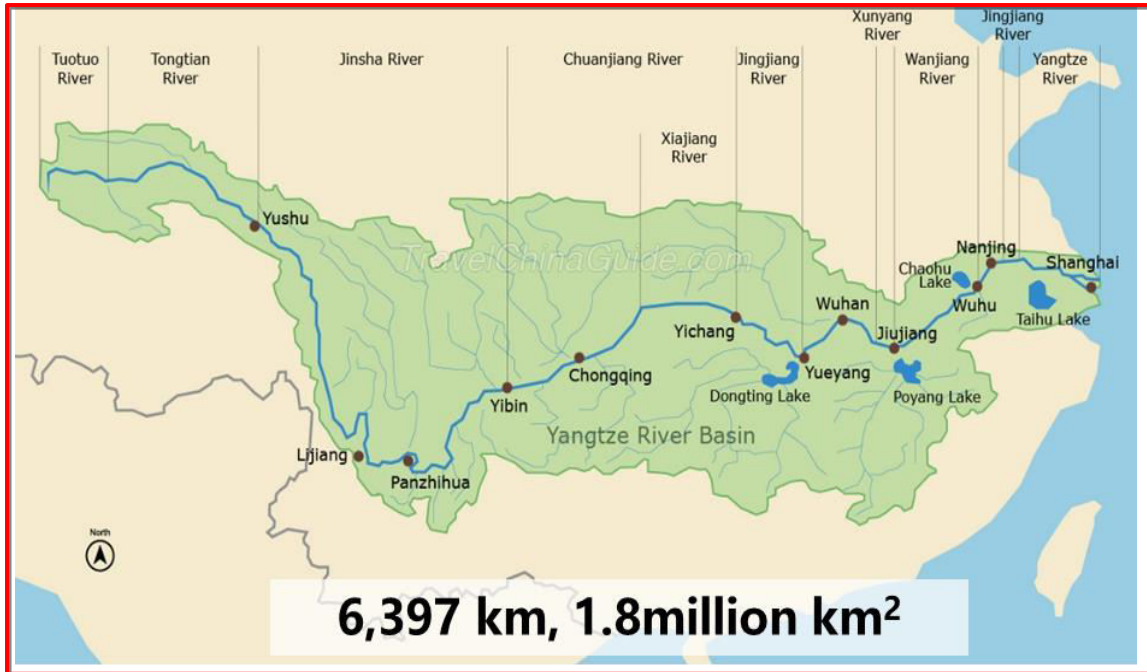 Xunyang
River
Jingjiang
River
Tuotuo
River
Tongtian
River
Jinsha River
Chuanjiang River
Jingjiang
River
Wanjiang
River
Yangtze
River
Xiajiang
River
Yushu
TravelChinaGuide.com
Nanjing
Shanghai
Chaohu
Lake
Wuhu
Taihu Lake
Wuhan
Yichang
Jiujiang
Chongqing
Yueyang
Dongting Lake
Poyang Lake
Yibin
Yangtze River Basin
Lijiang
Panzhihua
North
6,397 km, 1.8million km²